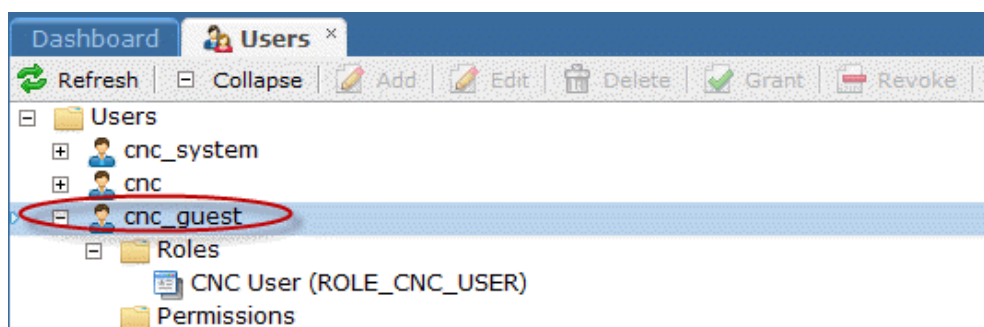 Dashboard Users ×
Refresh Collapse Add Edit Delete Grant Revoke
Users
cnc_system
cnc
cnc_guest
Roles
CNC User (ROLE_CNC_USER)
Permissions